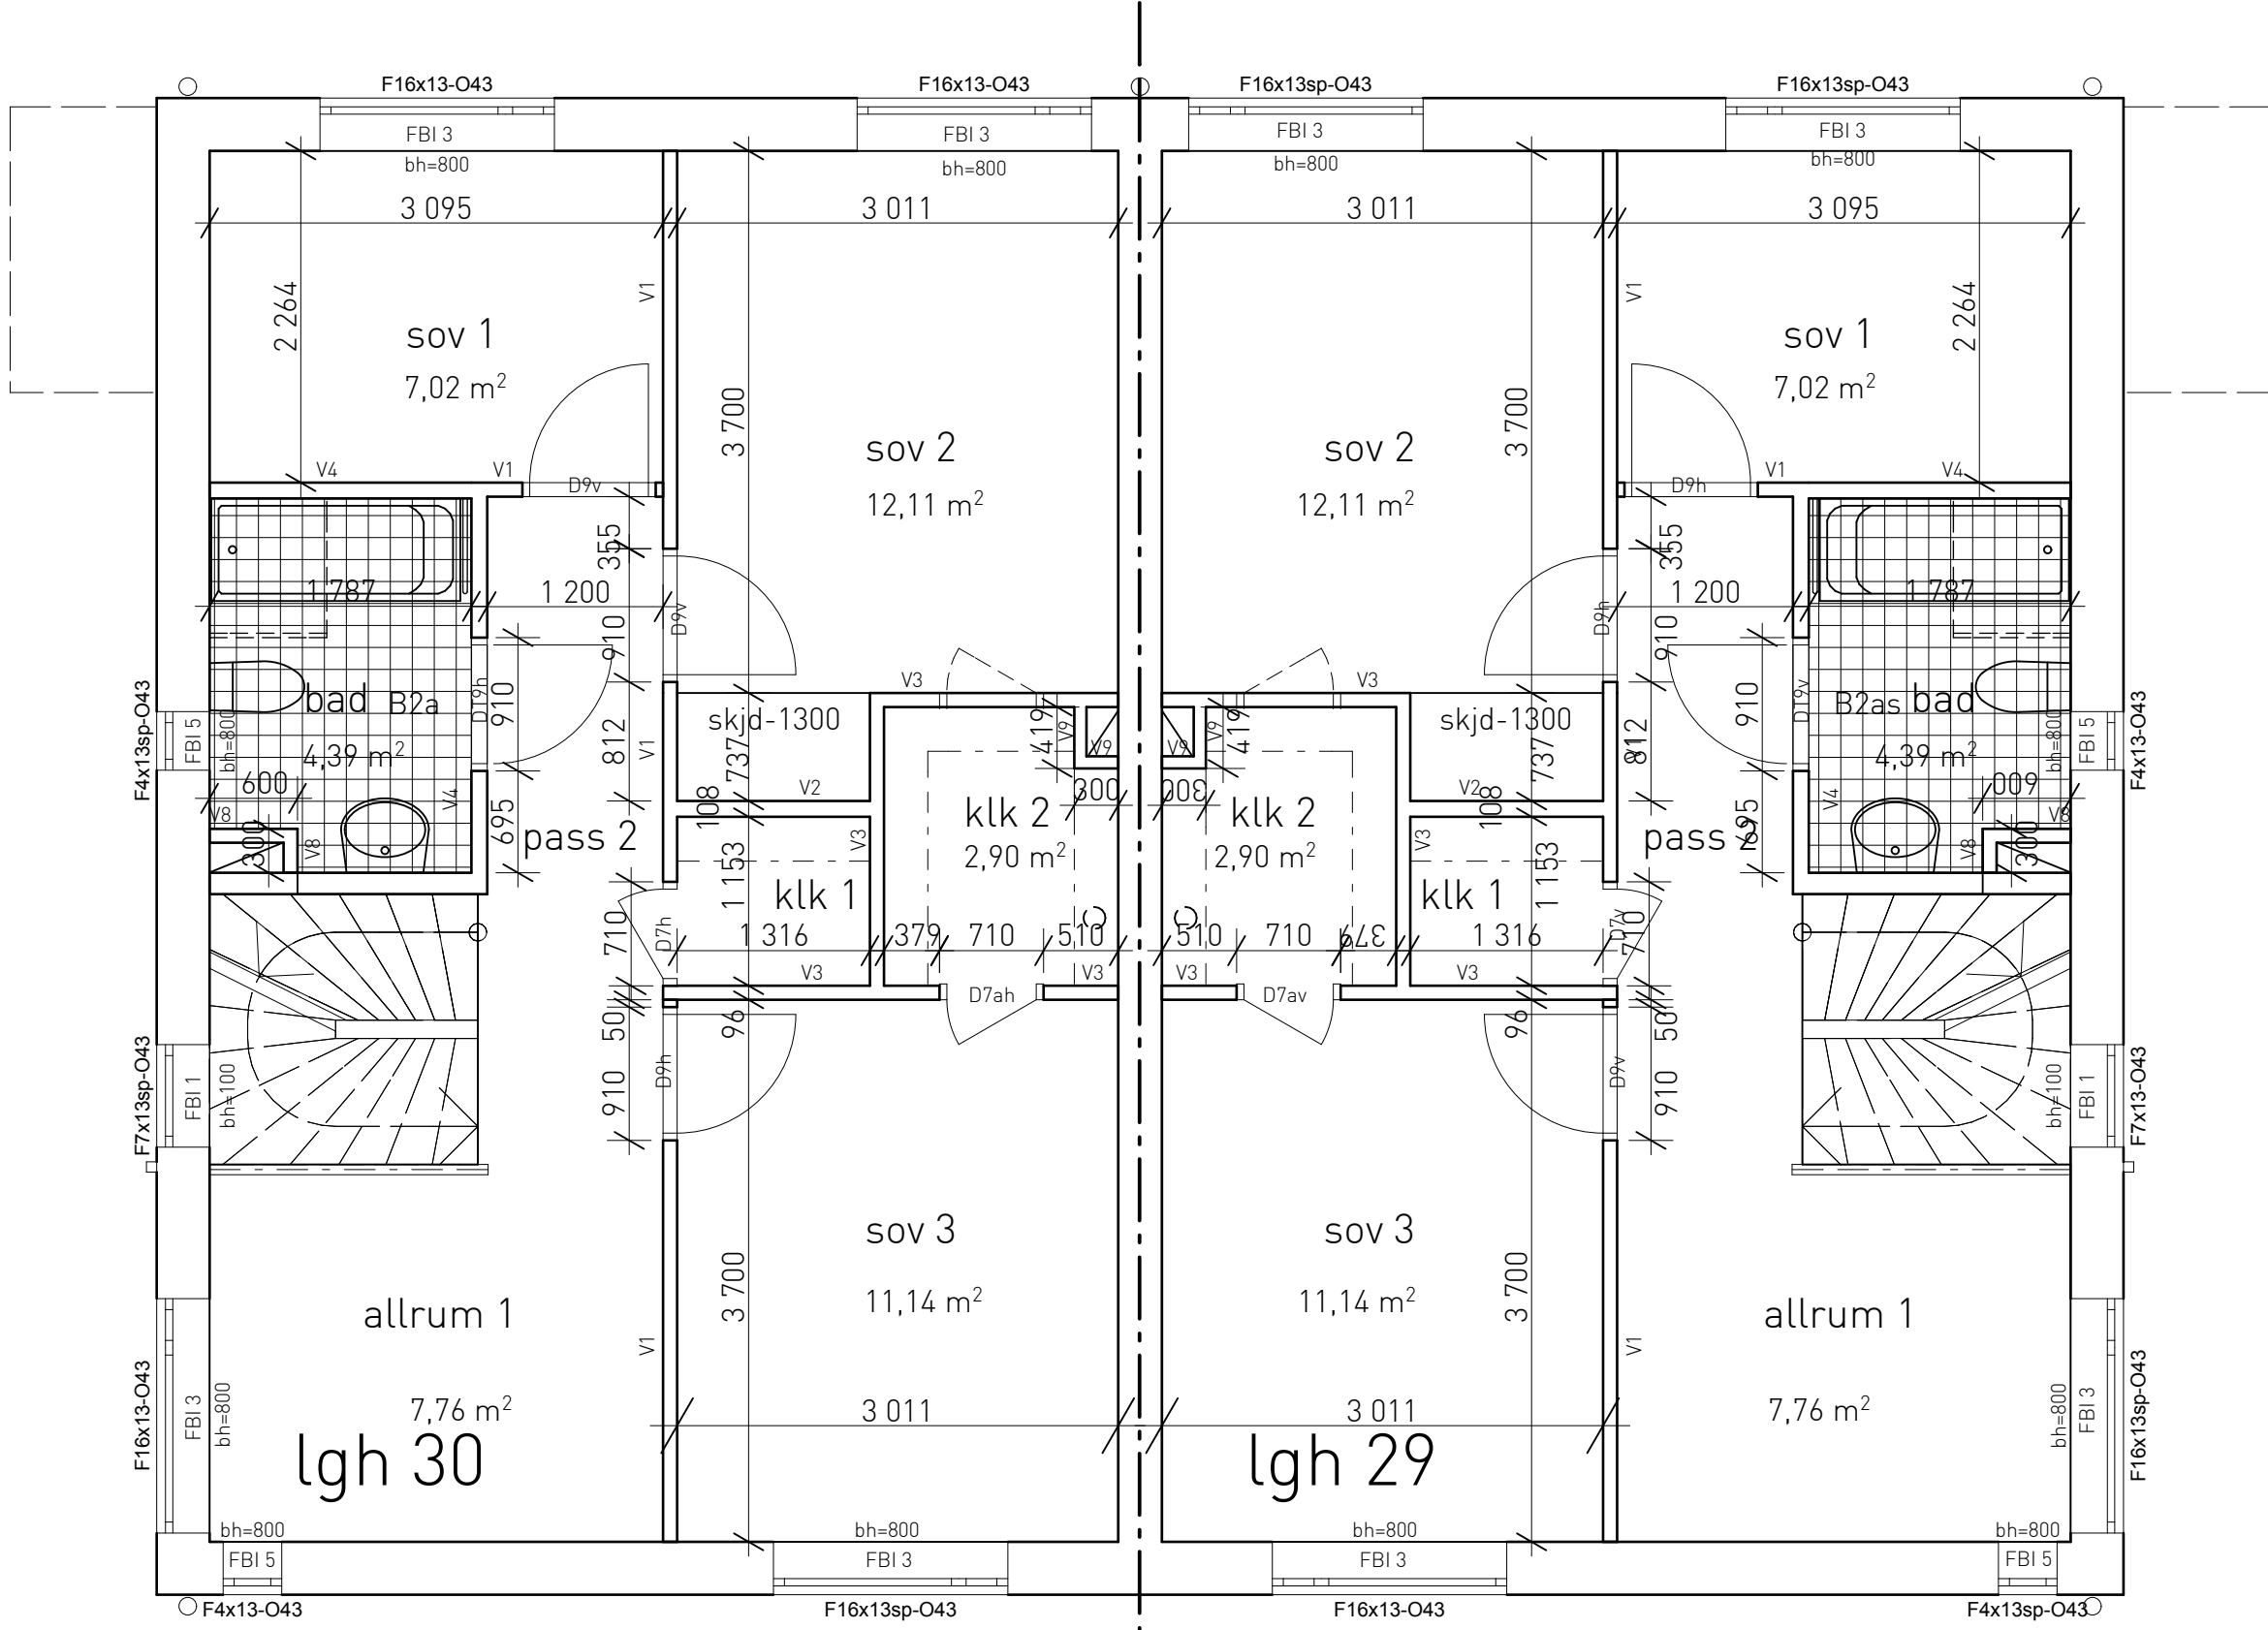 F16x13-O43 F16x13-O43 F16x13sp-O43 F16x13sp-O43
FBI 3 FBI 3 FBI 3 FBI 3
bh=800 bh=800 bh=800 bh=800
3 095 3 011 3 011 3 095
2 264 V1 V1 2 264
sov 1 sov 1
7,02 m² 7,02 m²
3 700 3 700
sov 2 sov 2
12,11 m² 12,11 m²
V4 V1 D9v D9h V1 V4
355 355
1 787 1 200 D9v D9h 1 200 1 787
910 910
V3 V3
F4x13sp-O43 FBI 5 bh=800 bad B2a D19h 910 D19v 910 B2as bad bh=800 FBI 5 F4x13-O43
4,39 m² 4,39 m²
812 V1 skjd-1300 737 419 V9 V9 V9 V9 419 skjd-1300 737 812 V1
600 V4 V2 300 300 V2 V4 600
V8 V8 300 695 pass 2 108 klk 2 klk 2 108 pass 2 695 V8 V8 300
2,90 m² 2,90 m²
V3 1 153 klk 1 klk 1 V3 1 153
710 D7h 1 316 379 710 510 510 710 379 1 316 D7v 710
V3 V3 V3 V3
50 96 D7ah D7av 96 50
F7x13sp-O43 FBI 1 bh=100 910 D9h D9v 910 bh=100 FBI 1 F7x13-O43
sov 3 sov 3
3 700 11,14 m² 11,14 m² 3 700
allrum 1 V1 V1 allrum 1
F16x13-O43 FBI 3 bh=800 7,76 m² 3 011 3 011 7,76 m² bh=800 FBI 3 F16x13sp-O43
lgh 30 lgh 29
bh=800 bh=800 bh=800 bh=800
FBI 5 FBI 3 FBI 3 FBI 5
F4x13-O43 F16x13sp-O43 F16x13-O43 F4x13sp-O43